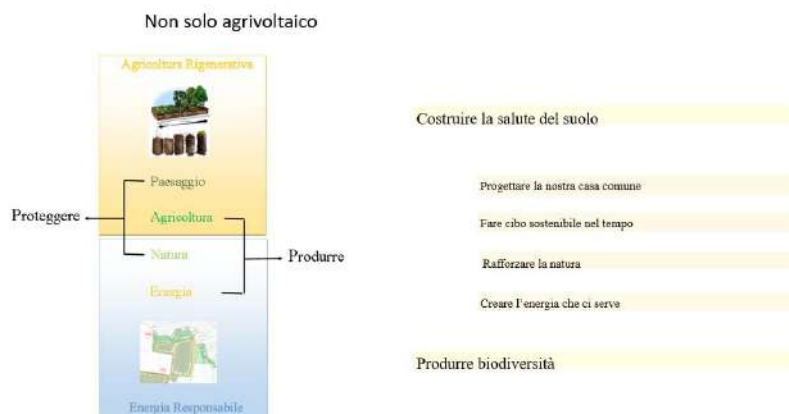 Non solo agrivoltaico
Agricoltura Rigenerativa
Paesaggio
Proteggere
Agricoltura
Natura
Produrre
Energia
Energia Responsabile
Costruire la salute del suolo
Progettare la nostra casa comune
Fare cibo sostenibile nel tempo
Rafforzare la natura
Creare l'energia che ci serve
Produrre biodiversità